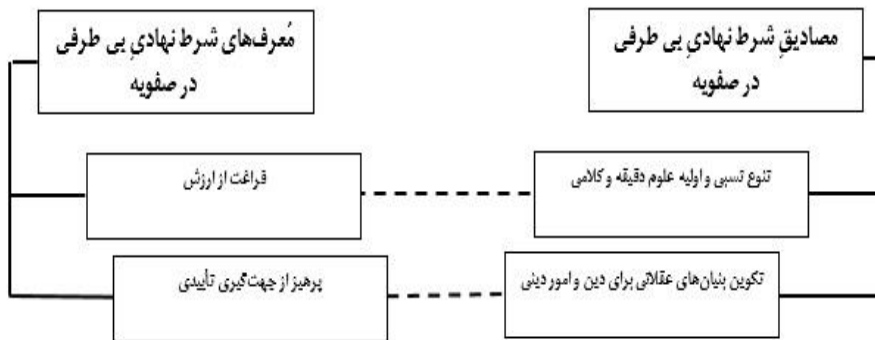 مصادیقِ شرط نهادیِ بی طرفی
در صفویه
مُعرف‌های شرط نهادیِ بی طرفی
در صفویه
تنوع نسبی و اولیه علوم دقیقه و کلامی
فراغت از ارزش
تکوین بنیان‌های عقلانی برای دین و امور دینی
پرهیز از جهت‌گیری تأییدی